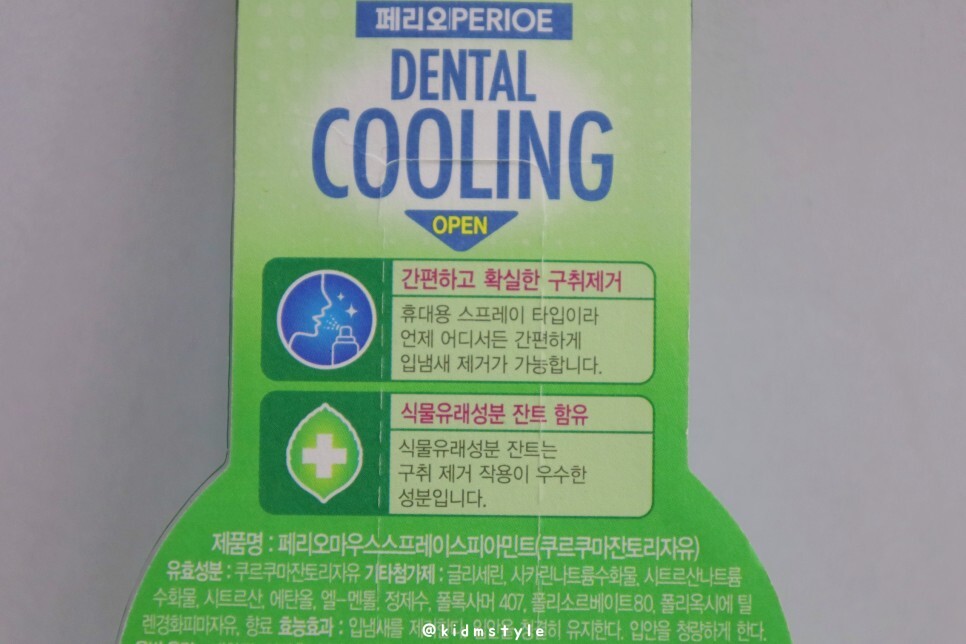 페리오 PERIOE
DENTAL
COOLING
OPEN
간편하고 확실한 구취제거
휴대용 스프레이 타입이라
언제 어디서든 간편하게
입냄새 제거가 가능합니다.
식물유래성분 잔트 함유
식물유래성분 잔트는
구취 제거 작용이 우수한
성분입니다.
제품명 : 페리오마우스스프레이스피아민트(쿠르쿠마잔토리자유)
유효성분 : 쿠르쿠마잔토리자유 기타첨가제 : 글리세린, 사카린나트륨수화물, 시트르산나트륨
수화물, 시트르산, 에탄올, 엘-멘톨, 정제수, 폴록사머 407, 폴리소르베이트80, 폴리옥시에 틸
렌경화피마자유, 향료 효능효과 : 입냄새를 유지한다. 입안을 청량하게 한다.
@kidmstyle